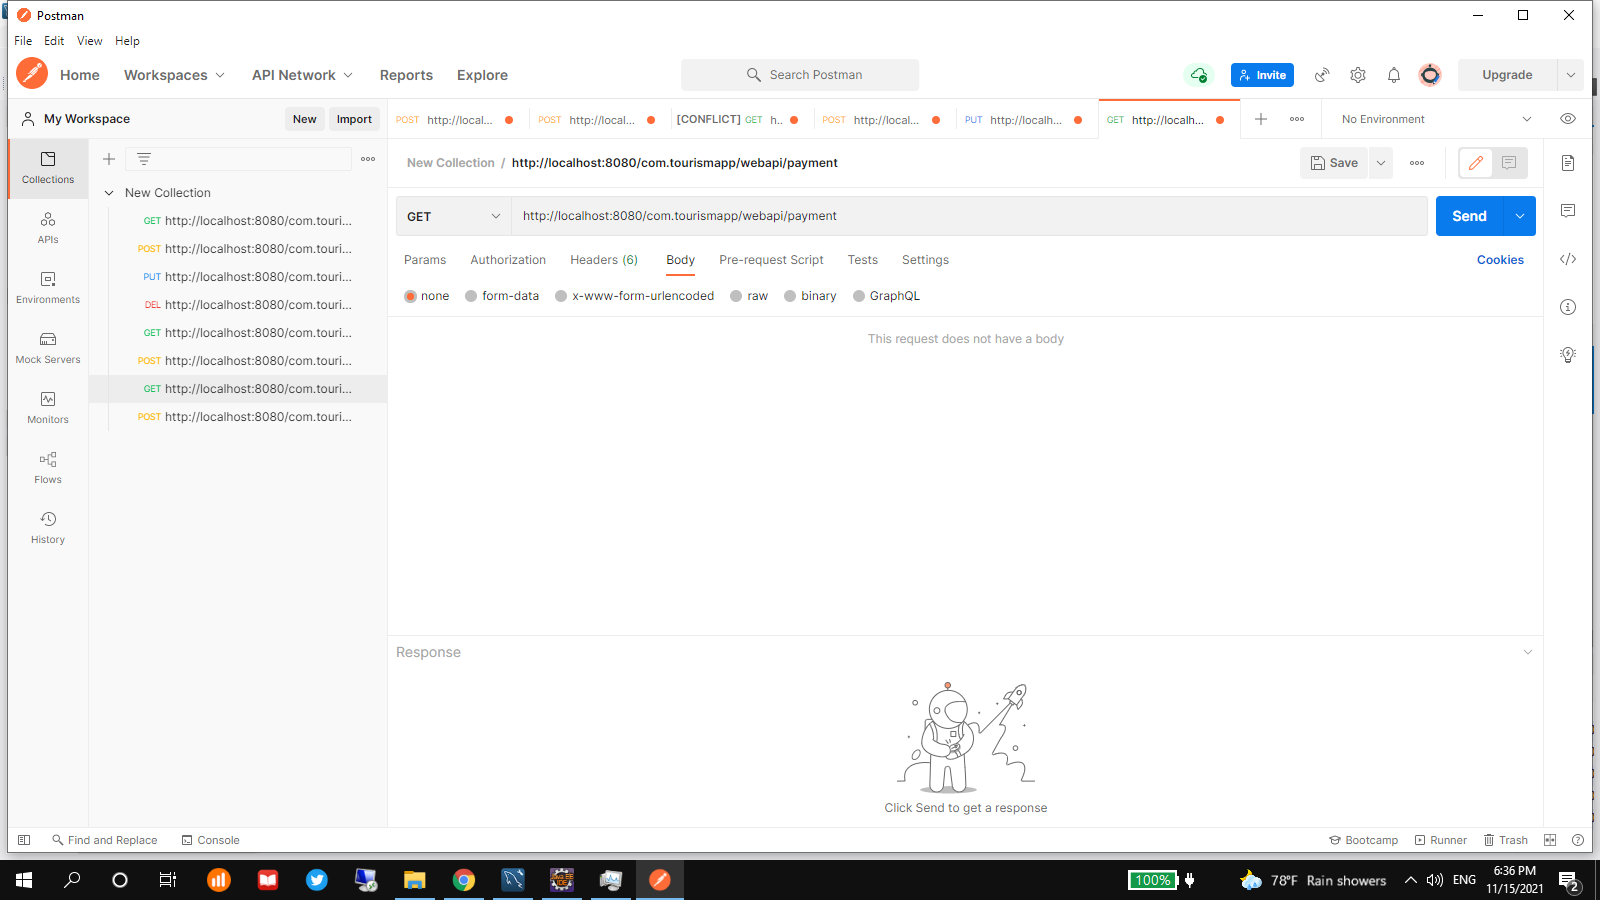 Postman
File Edit View Help
Home Workspaces API Network Reports Explore Search Postman Invite Upgrade
My Workspace New Import POST http://local... POST http://local... [CONFLICT] GET h.. POST http://local... PUT http://localh... GET http://localh... No Environment
Collections
APIs
Environments
Mock Servers
Monitors
Flows
History
New Collection
GET http://localhost:8080/com.touri...
POST http://localhost:8080/com.touri...
PUT http://localhost:8080/com.touri...
DEL http://localhost:8080/com.touri...
GET http://localhost:8080/com.touri...
POST http://localhost:8080/com.touri...
GET http://localhost:8080/com.touri...
POST http://localhost:8080/com.touri...
New Collection / http://localhost:8080/com.tourismapp/webapi/payment Save
GET http://localhost:8080/com.tourismapp/webapi/payment Send
Params Authorization Headers (6) Body Pre-request Script Tests Settings Cookies
none form-data x-www-form-urlencoded raw binary GraphQL
This request does not have a body
Response
Click Send to get a response
Find and Replace Console Bootcamp Runner Trash
100% 78°F Rain showers ENG 6:36 PM
11/15/2021 2